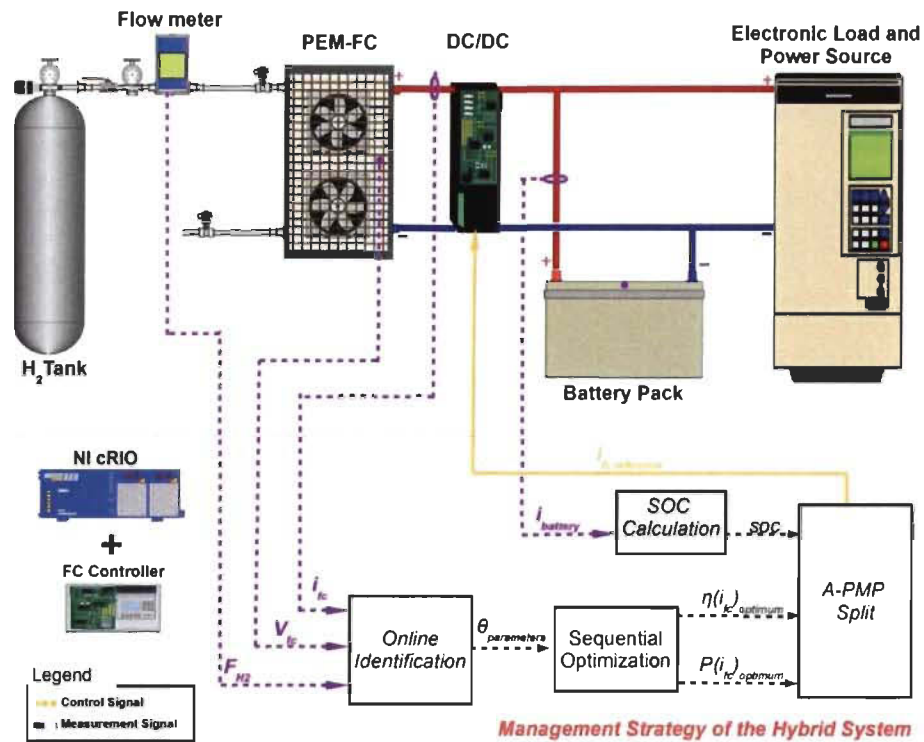 Flow meter
PEM-FC
DC/DC
Electronic Load and
Power Source
+
+
+
-
-
+
-
H₂ Tank
Battery Pack
NI cRIO
+
FC Controller
i fc reference
i battery
SOC
Calculation
SOC
A-PMP
Split
i fc
V fc
F H2
Online
Identification
θ parameters
Sequential
Optimization
η(i fc) optimum
P(i fc) optimum
Legend
Control Signal
Measurement Signal
Management Strategy of the Hybrid System